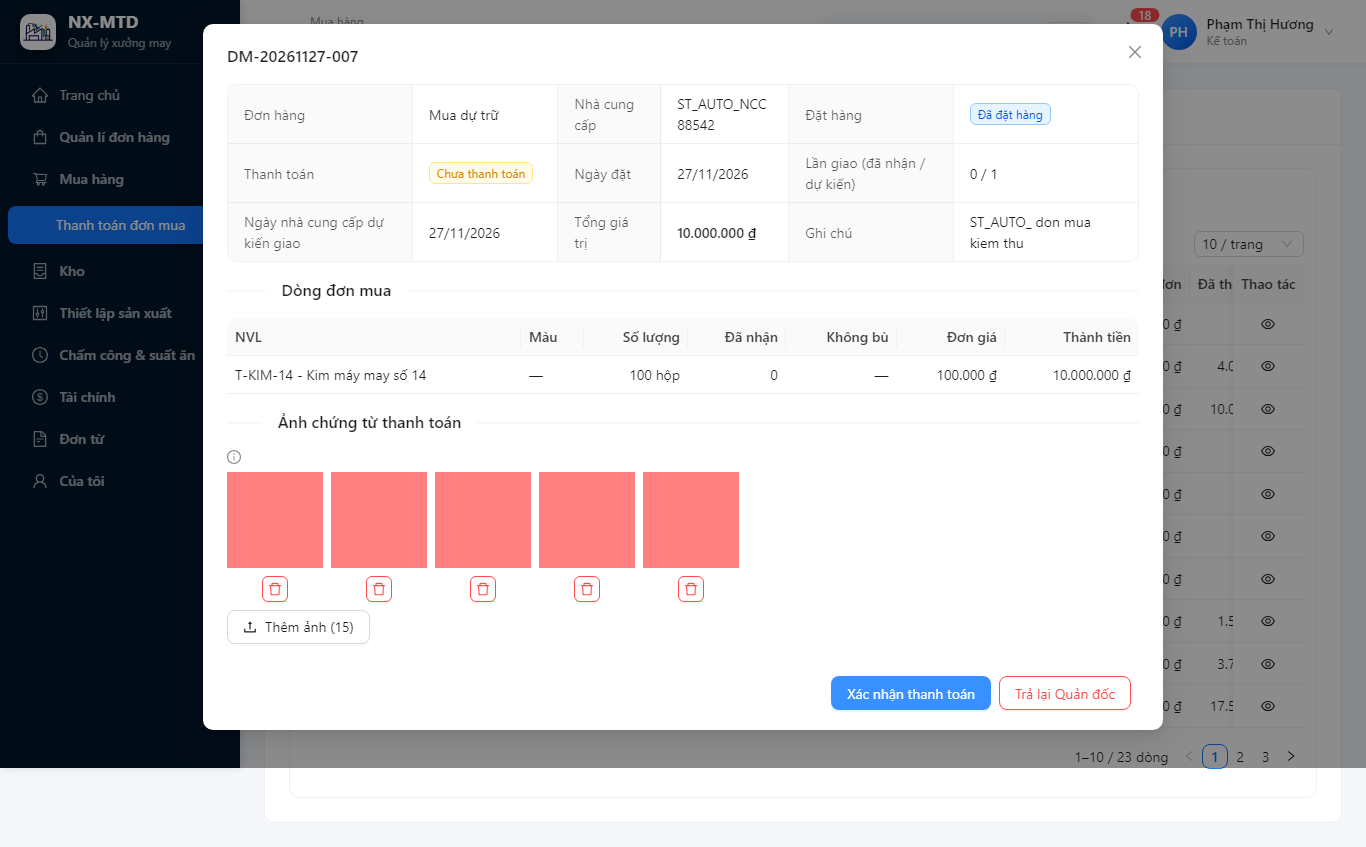 NX-MTD
Quản lý xưởng may
Trang chủ
Quản lí đơn hàng
Mua hàng
Thanh toán đơn mua
Kho
Thiết lập sản xuất
Chấm công & suất ăn
Tài chính
Đơn từ
Của tôi
Mua hàng
18
PH
Phạm Thị Hương
Kế toán
DM-20261127-007
Đơn hàng
Mua dự trữ
Nhà cung
cấp
ST_AUTO_NCC
88542
Đặt hàng
Đã đặt hàng
Thanh toán
Chưa thanh toán
Ngày đặt
27/11/2026
Lần giao (đã nhận /
dự kiến)
0 / 1
Ngày nhà cung cấp dự
kiến giao
27/11/2026
Tổng giá
trị
10.000.000 ₫
Ghi chú
ST_AUTO_ don mua
kiem thu
Dòng đơn mua
NVL Màu Số lượng Đã nhận Không bù Đơn giá Thành tiền
T-KIM-14 - Kim máy may số 14 — 100 hộp 0 — 100.000 ₫ 10.000.000 ₫
Ảnh chứng từ thanh toán
Thêm ảnh (15)
Xác nhận thanh toán
Trả lại Quản đốc
10 / trang
Thao tác
1–10 / 23 dòng
1 2 3